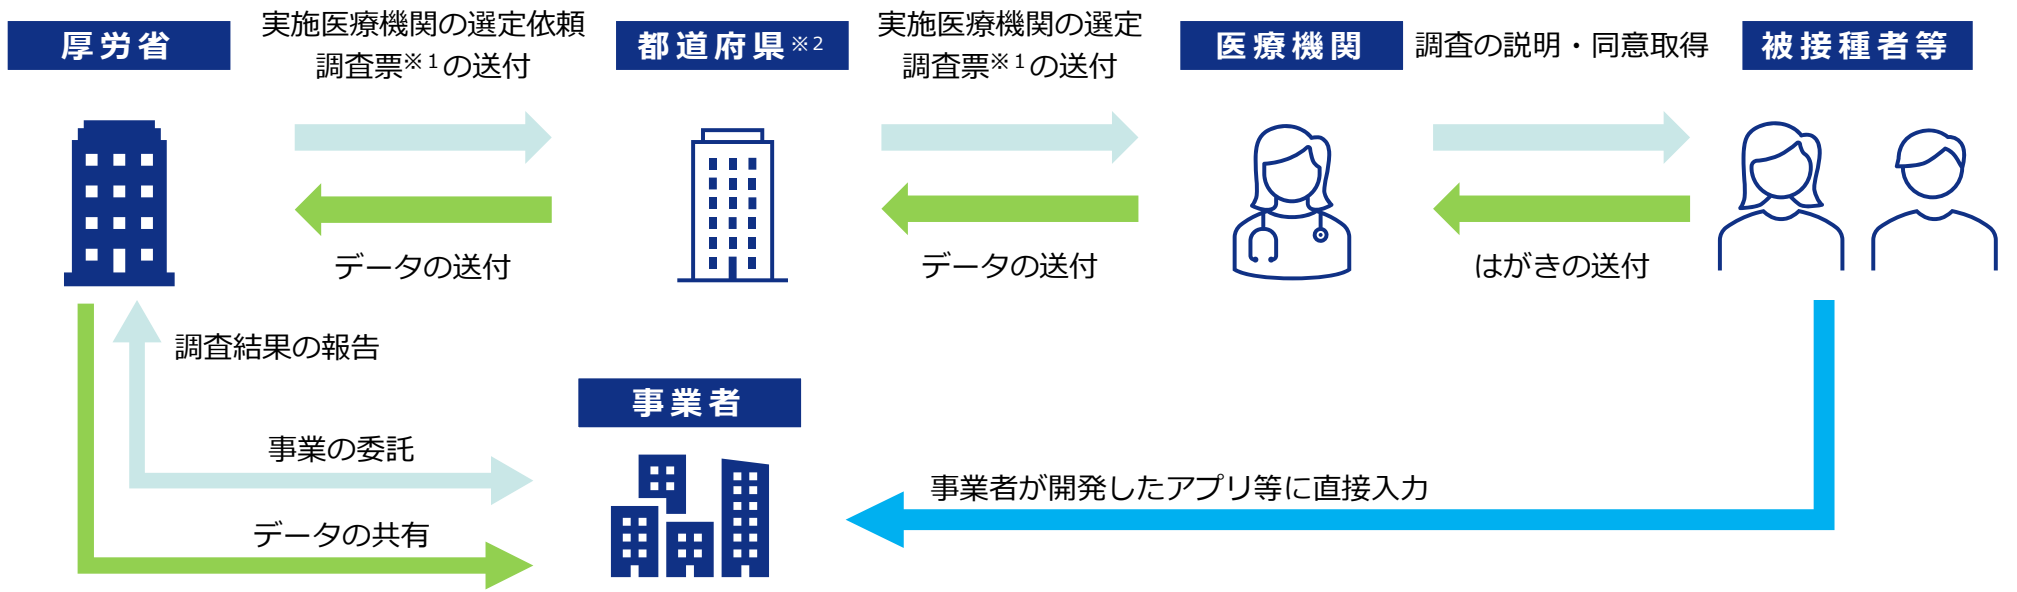 厚労省
実施医療機関の選定依頼
調査票※1の送付
都道府県※2
実施医療機関の選定
調査票※1の送付
医療機関
調査の説明・同意取得
被接種者等
データの送付
データの送付
はがきの送付
調査結果の報告
事業者
事業の委託
事業者が開発したアプリ等に直接入力
データの共有